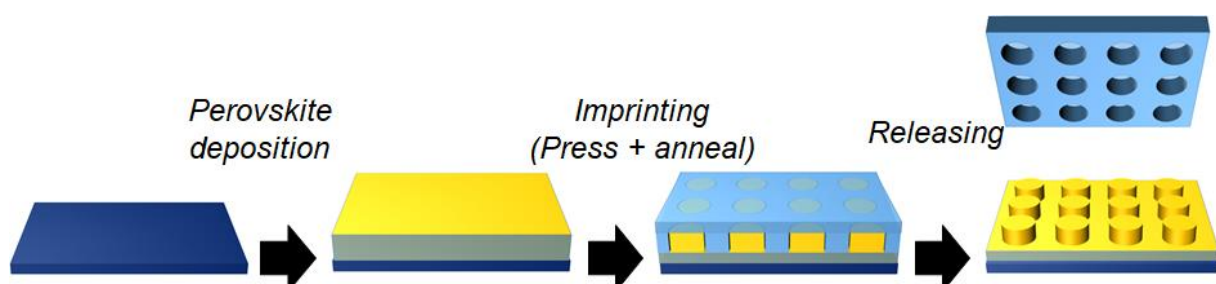 Perovskite
deposition
Imprinting
(Press + anneal)
Releasing